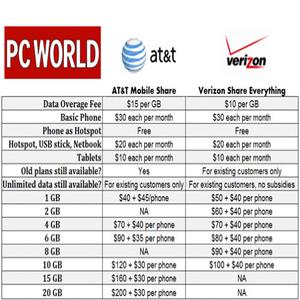 PC WORLD
at&t
verizon
AT&T Mobile Share Verizon Share Everything
Data Overage Fee $15 per GB $10 per GB
Basic Phone $30 each per month $30 each per month
Phone as Hotspot Free Free
Hotspot, USB stick, Netbook $20 each per month $20 each per month
Tablets $10 each per month $10 each per month
Old plans still available? Yes For existing customers
Unlimited data still available? For existing customers only For existing customers, no subsidies
1 GB $40 + $45/phone $50 + $40 per phone
2 GB NA $60 + $40 per phone
4 GB $70 + $40 per phone $70 + $40 per phone
6 GB $90 + $35 per phone $80 + $40 per phone
8 GB NA $90 + $40 per phone
10 GB $120 + $30 per phone $100 + $40 per phone
15 GB $160 + $30 per phone NA
20 GB $200 + $30 per phone NA